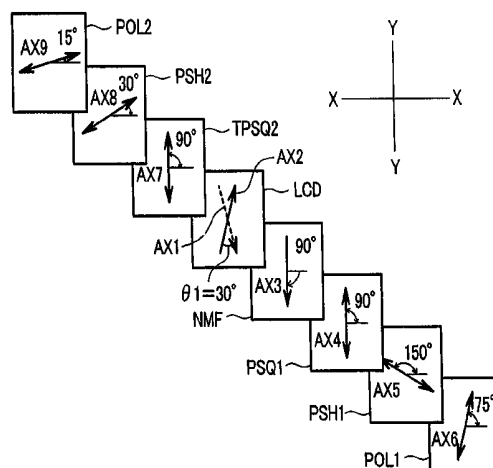 POL2
AX9
15°
PSH2
AX8
30°
TPSQ2
AX7
90°
Y
X
X
Y
AX2
LCD
AX1
θ1=30°
90°
AX3
NMF
90°
AX4
PSQ1
150°
AX5
PSH1
75°
AX6
POL1